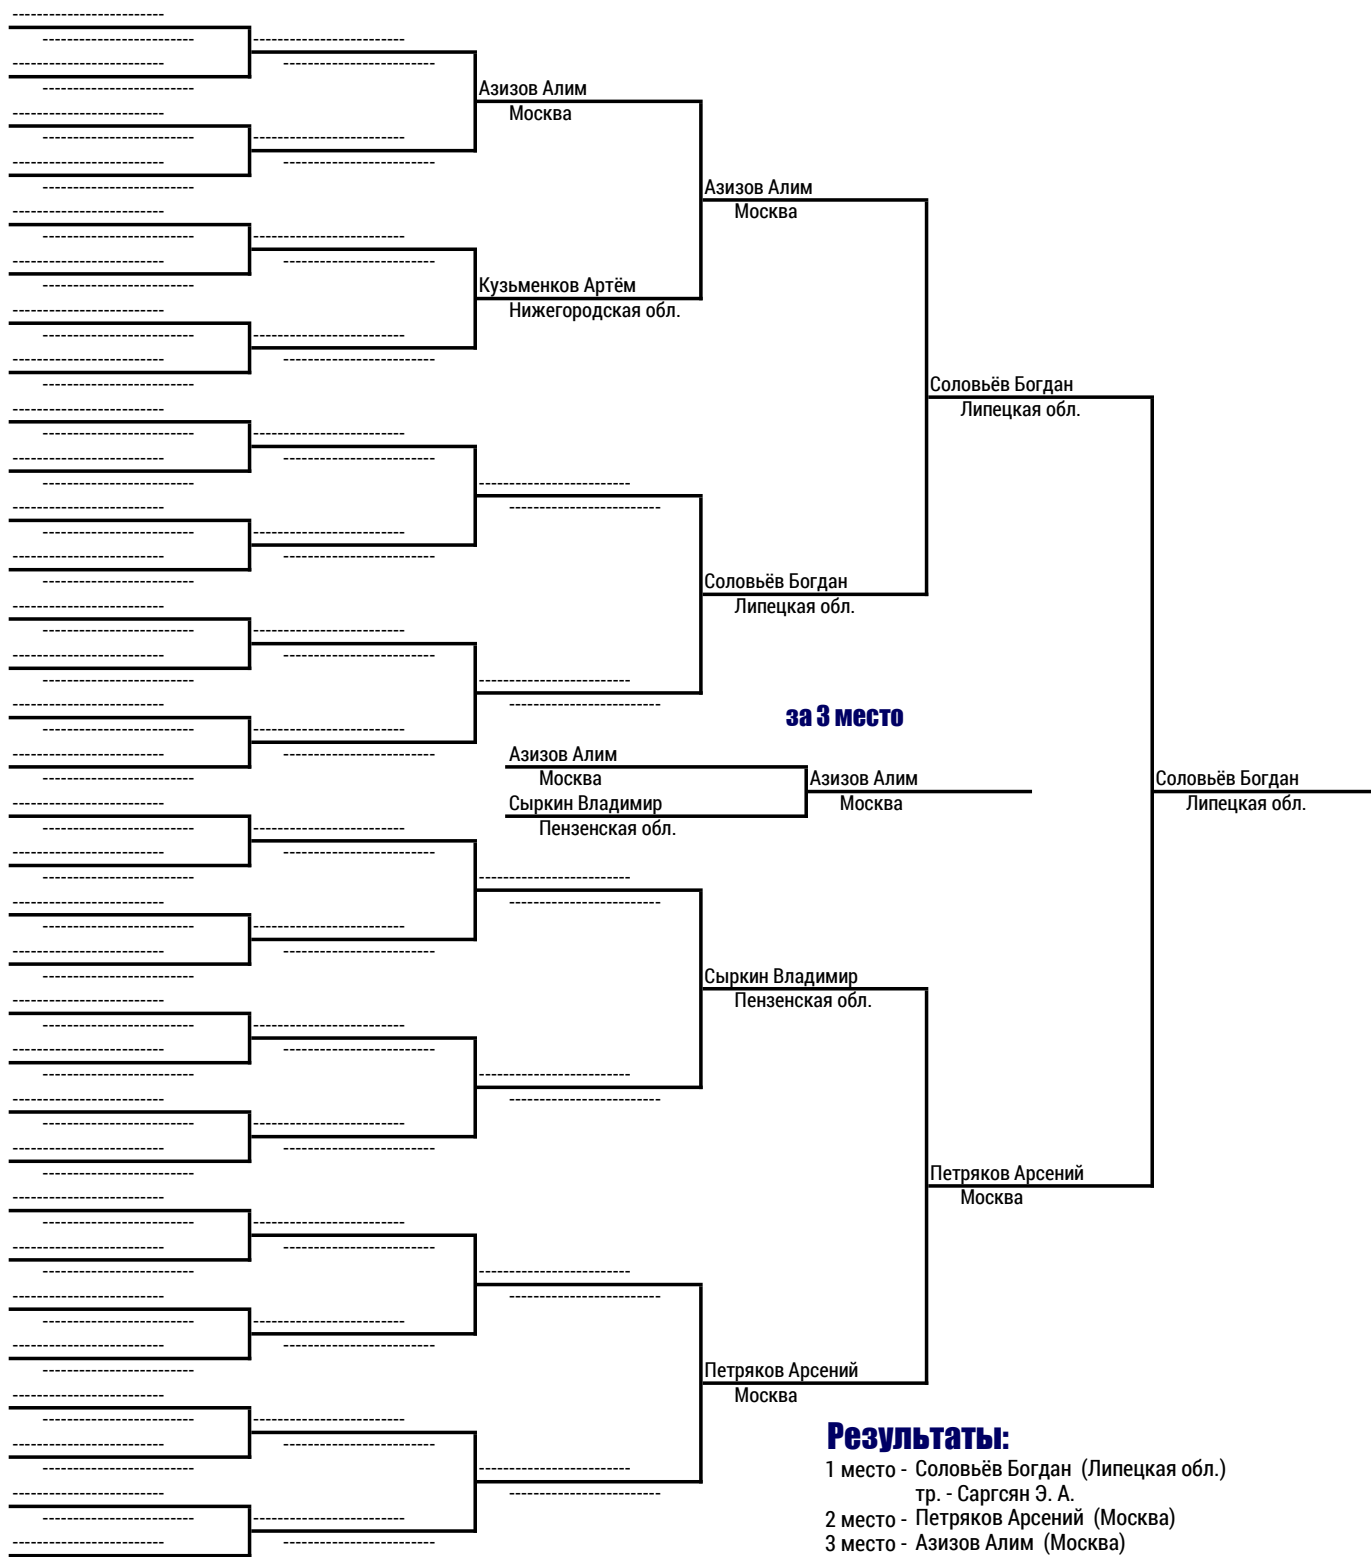 Азизов Алим
Москва
Азизов Алим
Москва
Кузьменков Артём
Нижегородская обл.
Соловьёв Богдан
Липецкая обл.
Соловьёв Богдан
Липецкая обл.
за 3 место
Азизов Алим
Москва
Азизов Алим
Москва
Сыркин Владимир
Пензенская обл.
Соловьёв Богдан
Липецкая обл.
Сыркин Владимир
Пензенская обл.
Петряков Арсений
Москва
Петряков Арсений
Москва
Результаты:
1 место - Соловьёв Богдан (Липецкая обл.)
тр. - Саргсян Э. А.
2 место - Петряков Арсений (Москва)
3 место - Азизов Алим (Москва)